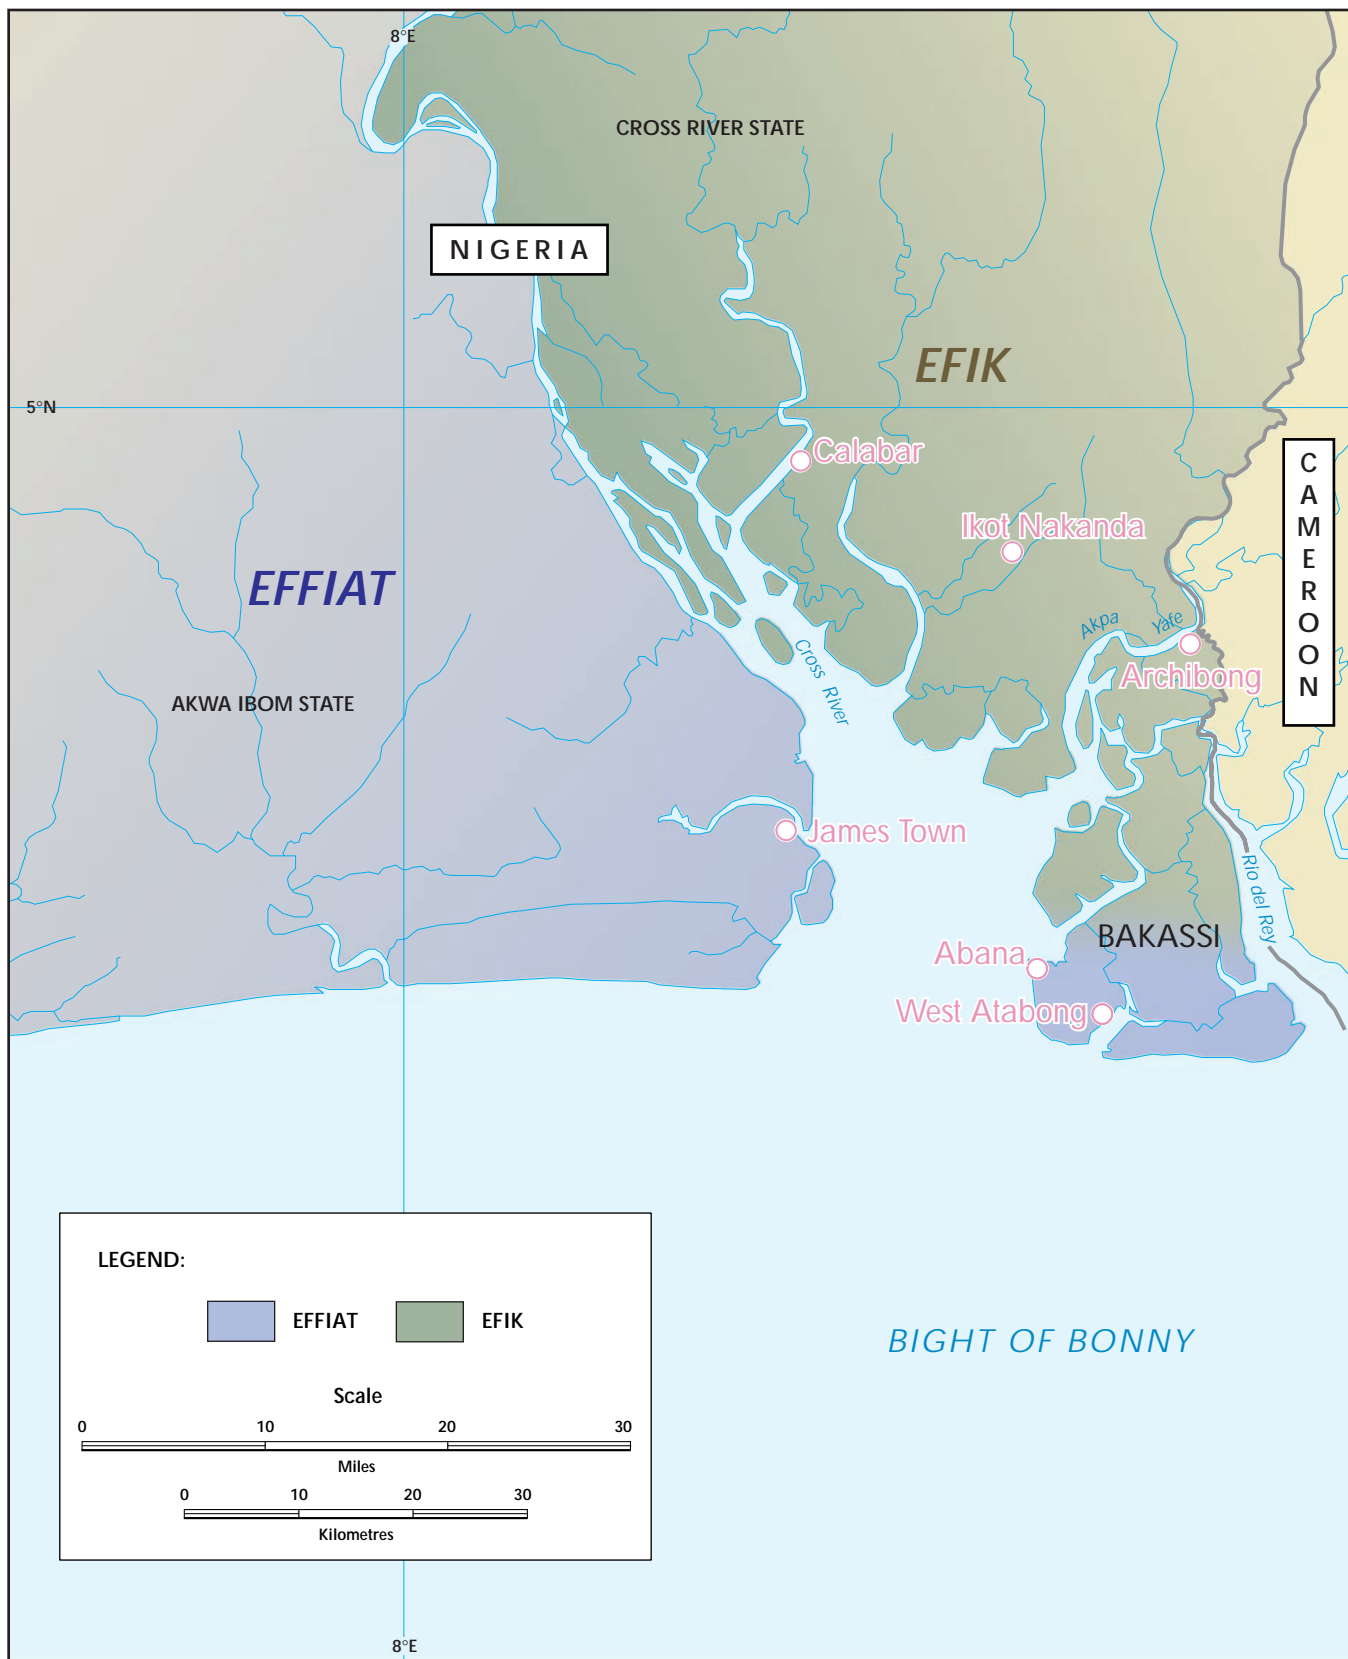 8°E
CROSS RIVER STATE
NIGERIA
EFIK
5°N
Calabar
CAMEROON
Ikot Nakanda
EFFIAT
Akpa Yafe
Archibong
Cross River
AKWA IBOM STATE
James Town
Rio del Rey
BAKASSI
Abana
West Atabong
LEGEND:
EFFIAT EFIK
BIGHT OF BONNY
Scale
0 10 20 30
Miles
0 10 20 30
Kilometres
8°E